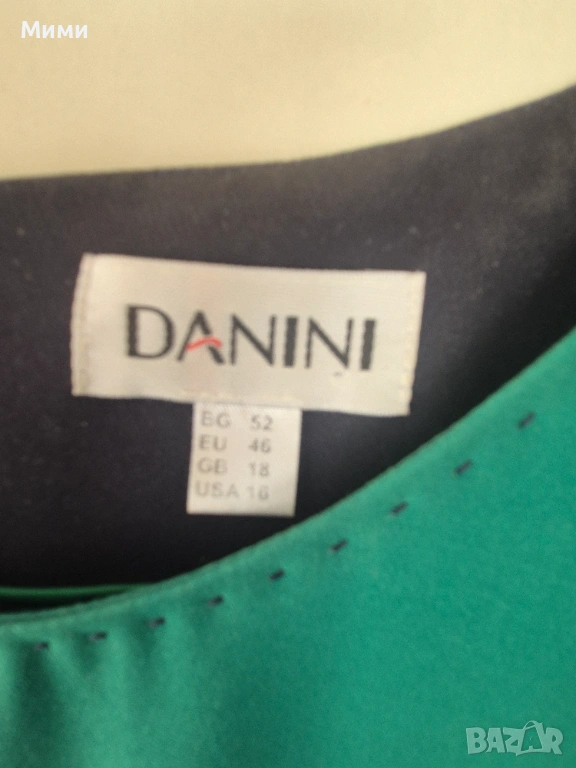 Мими
DANINI
BG 52
EU 46
GB 18
USA 16
BAZAR